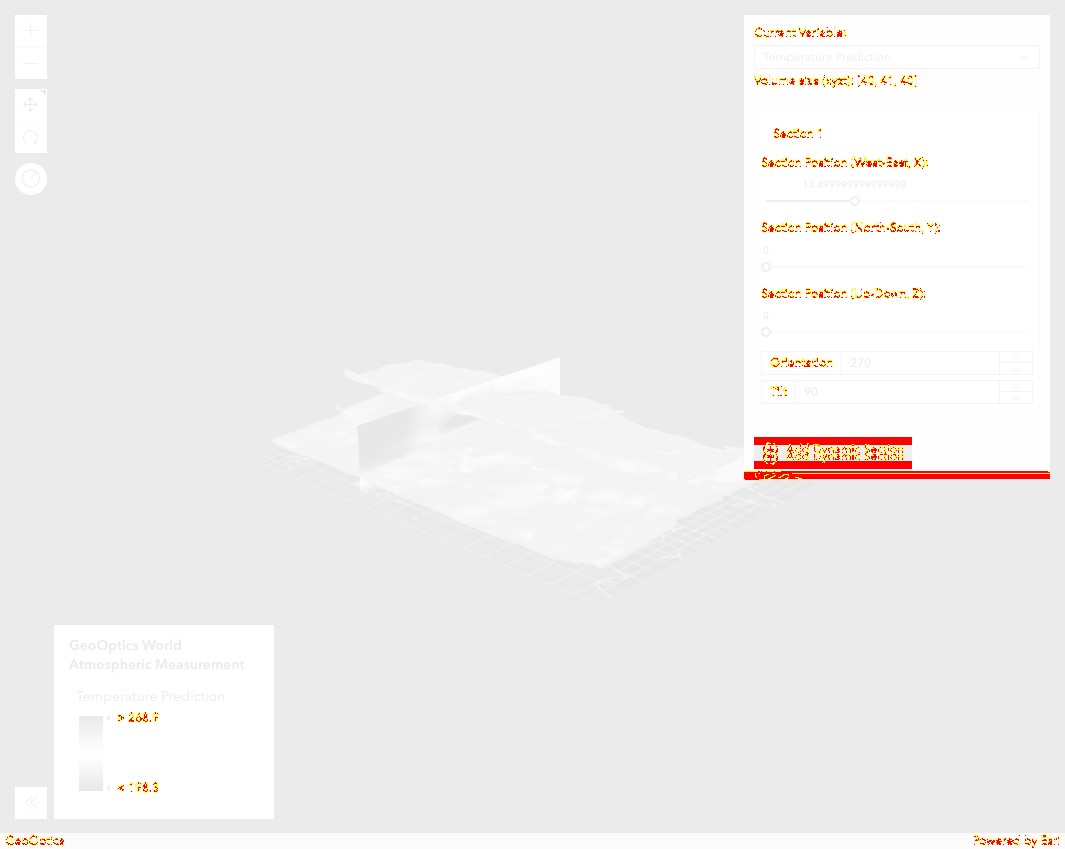 Current Variable:
Temperature Prediction
Volume size (xyzt): [40, 41, 40]
Section 1
Section Position (West-East, X):
13.499999999999998
Section Position (North-South, Y):
0
Section Position (Up-Down, Z):
0
Orientation 270
Tilt 90
Add Dynamic Section
GeoOptics World
Atmospheric Measurement
Temperature Prediction
> 268.9
< 198.3
GeoOptics
Powered by Esri